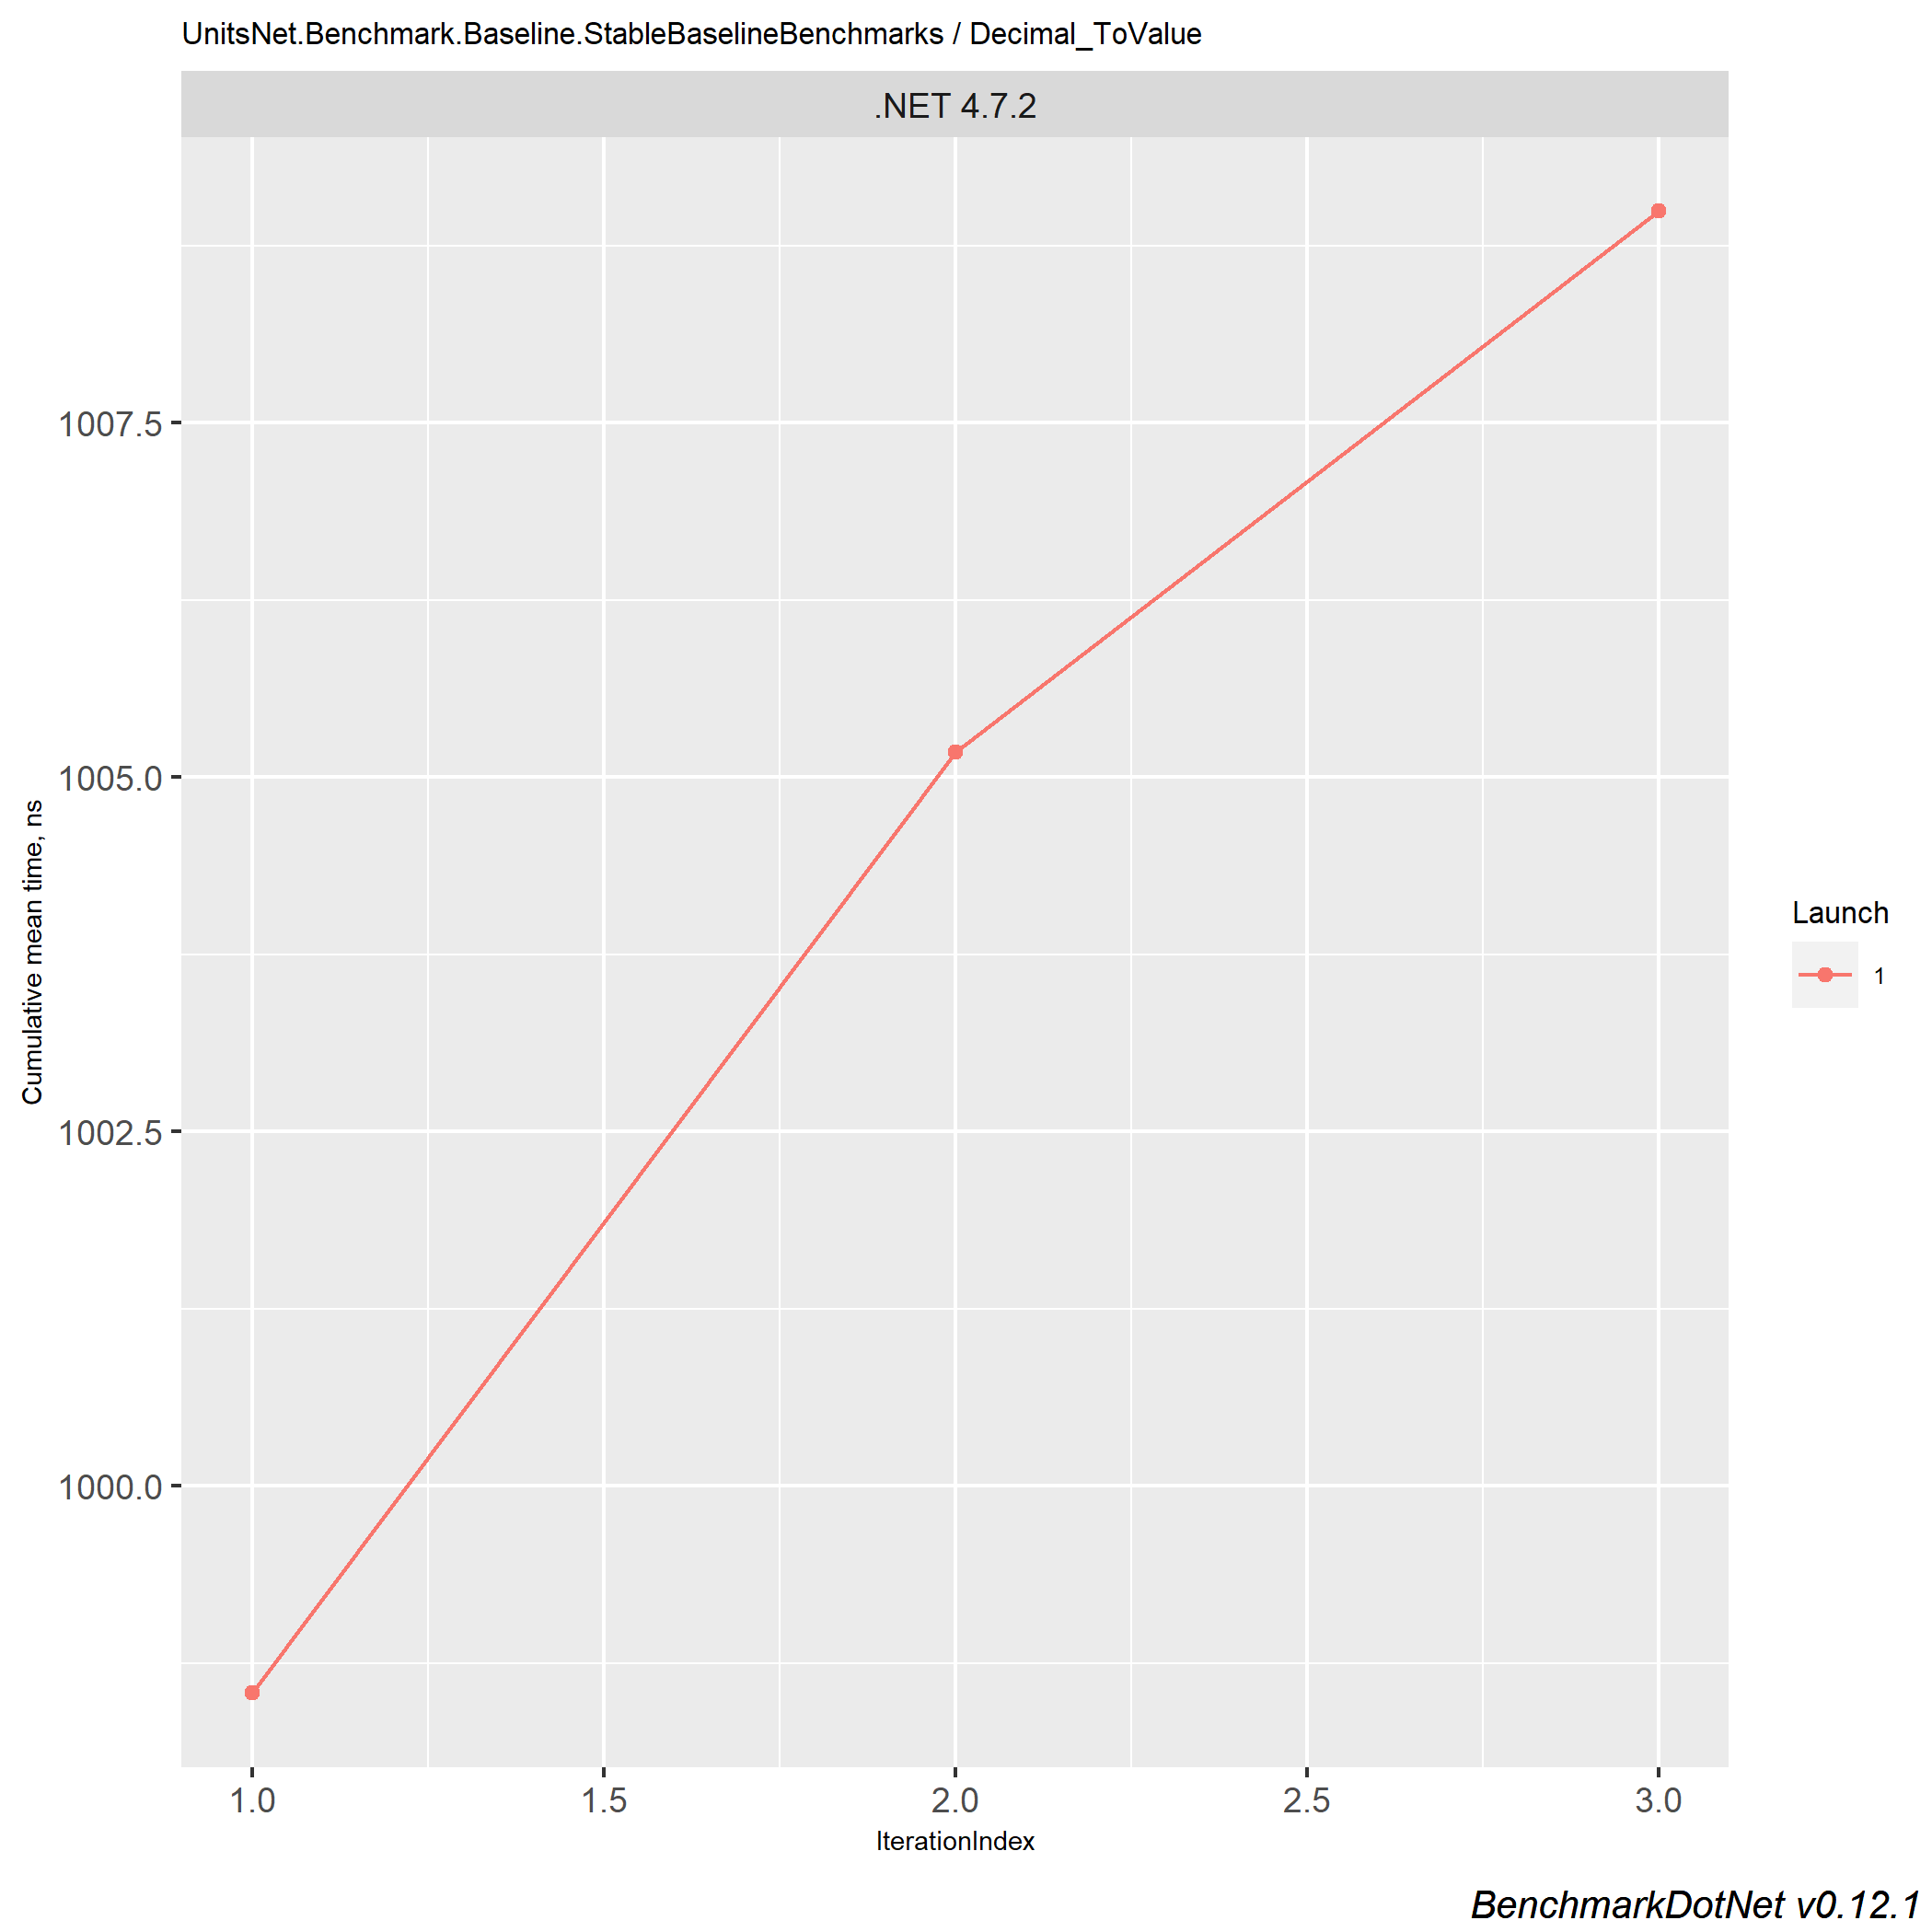 UnitsNet.Benchmark.Baseline.StableBaselineBenchmarks / Decimal_ToValue
.NET 4.7.2
Cumulative mean time, ns
1007.5
1005.0
1002.5
1000.0
1.0 1.5 2.0 2.5 3.0
IterationIndex
Launch
1
BenchmarkDotNet v0.12.1